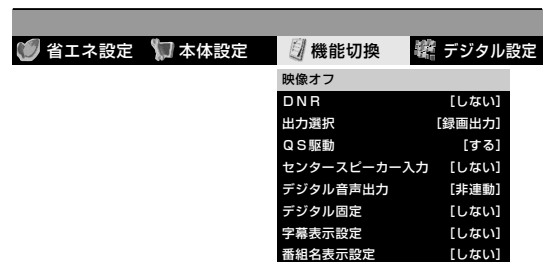 省エネ設定 本体設定 機能切換 デジタル設定
映像オフ
DNR [しない]
出力選択 [録画出力]
QS駆動 [する]
センタースピーカー入力 [しない]
デジタル音声出力 [非連動]
デジタル固定 [しない]
字幕表示設定 [しない]
番組名表示設定 [しない]